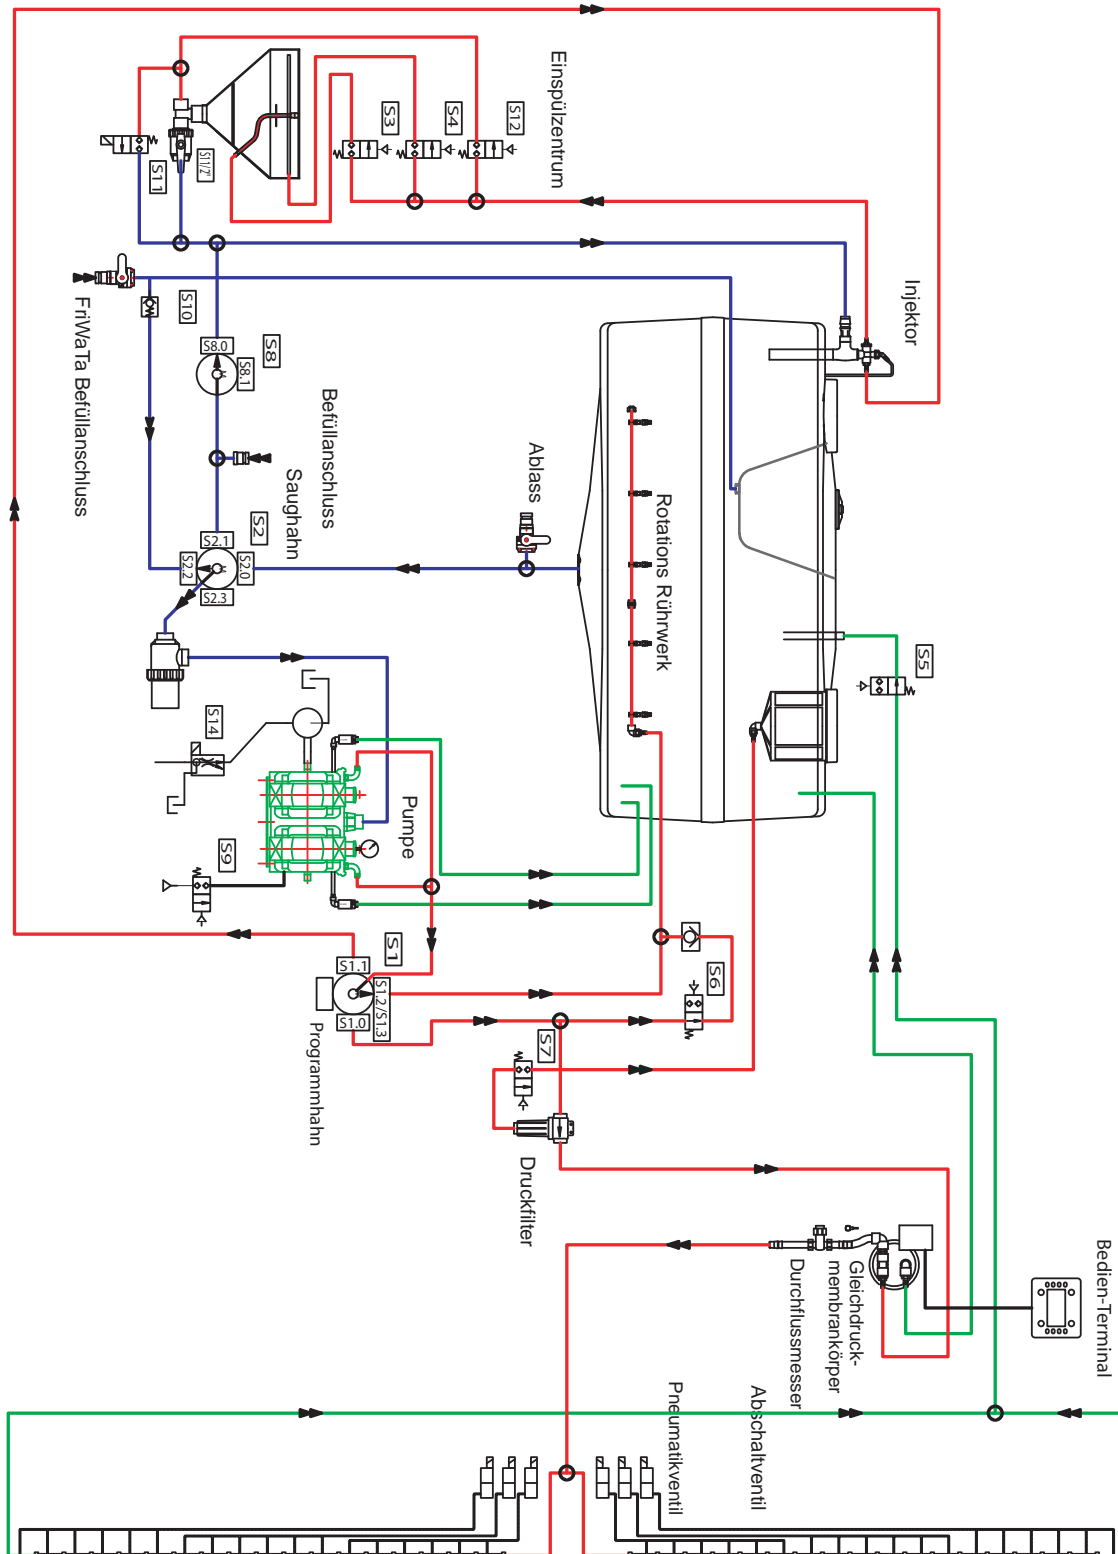 Einspülzentrum
S12
S4
S3
S11/2"
S11
Injektor
S10
S8
S8.0
S8.1
FriWaTa Befüllanschluss
Befüllanschluss
Saughahn
Ablass
Rotations Rührwerk
S2
S2.1
S2.0
S2.2
S2.3
S5
S14
Pumpe
S9
S1
S1.1
S1.2/S1.3
S1.0
Programmhahn
S6
S7
Druckfilter
Bedien-Terminal
Gleichdruck-
membrankörper
Durchflussmesser
Abschaltventil
Pneumatikventil